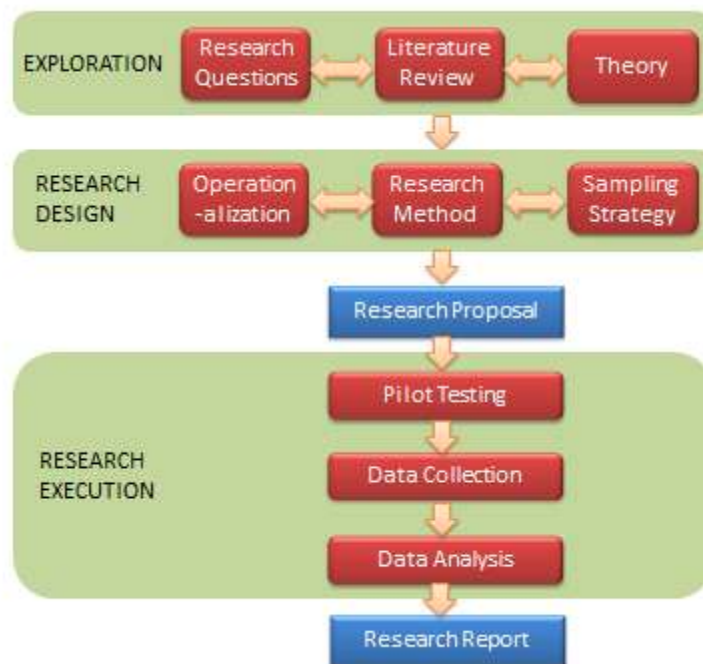 EXPLORATION
Research
Questions
Literature
Review
Theory
RESEARCH
DESIGN
Operation
-alization
Research
Method
Sampling
Strategy
Research Proposal
RESEARCH
EXECUTION
Pilot Testing
Data Collection
Data Analysis
Research Report